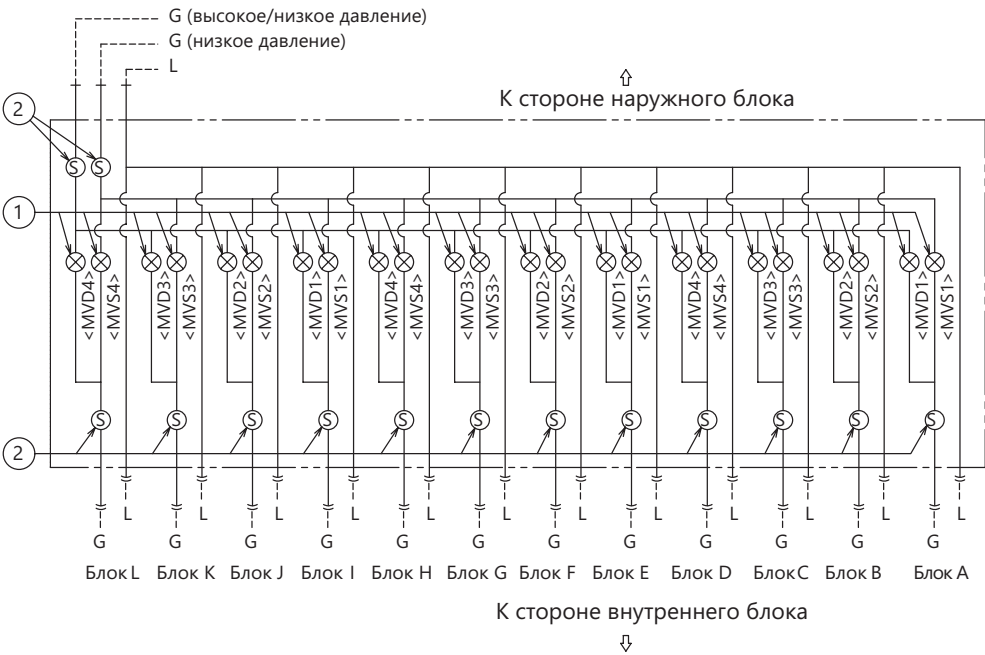 G (высокое/низкое давление)
G (низкое давление)
L
К стороне наружного блока
2
S S
1
<MVD4> <MVS4> <MVD3> <MVS3> <MVD2> <MVS2> <MVD1> <MVS1> <MVD4> <MVS4> <MVD3> <MVS3> <MVD2> <MVS2> <MVD1> <MVS1> <MVD4> <MVS4> <MVD3> <MVS3> <MVD2> <MVS2> <MVD1> <MVS1>
S S S S S S S S S S S S
2
L L L L L L L L L L L L
G G G G G G G G G G G G
Блок L Блок K Блок J Блок I Блок H Блок G Блок F Блок E Блок D Блок C Блок B Блок A
К стороне внутреннего блока